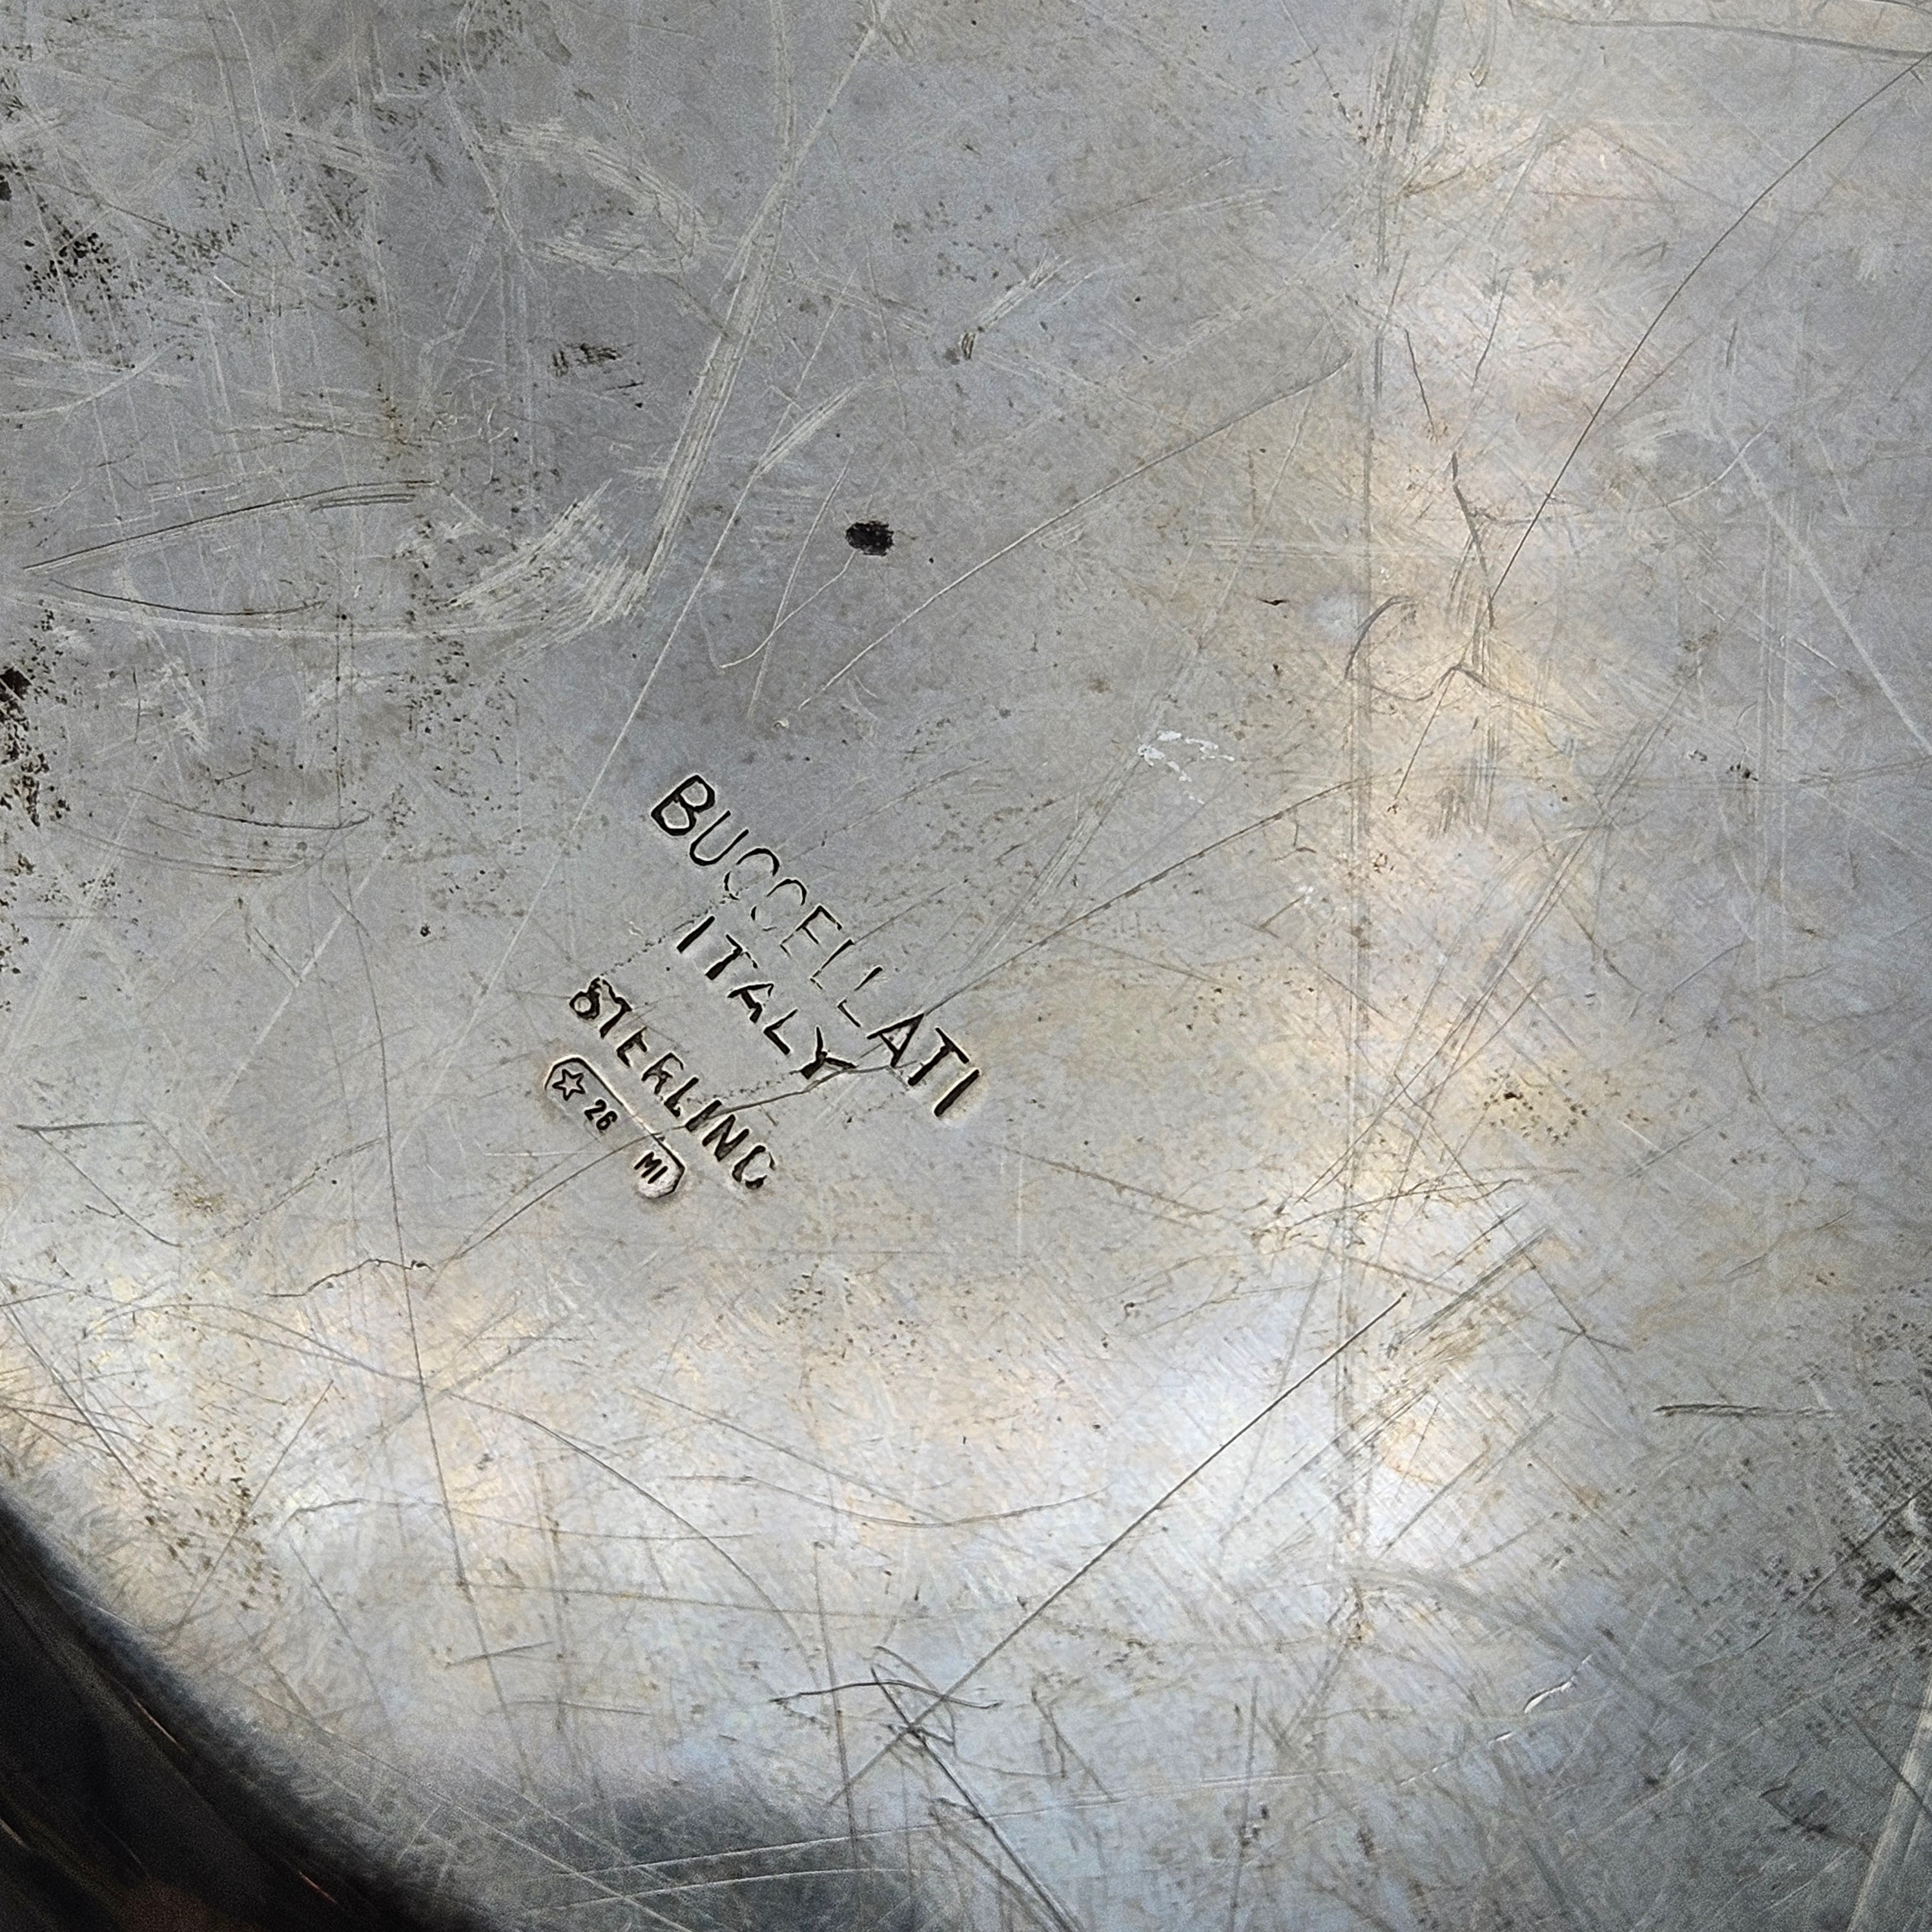 BUCCELLATI
ITALY
STERLING
☆ 26 MI